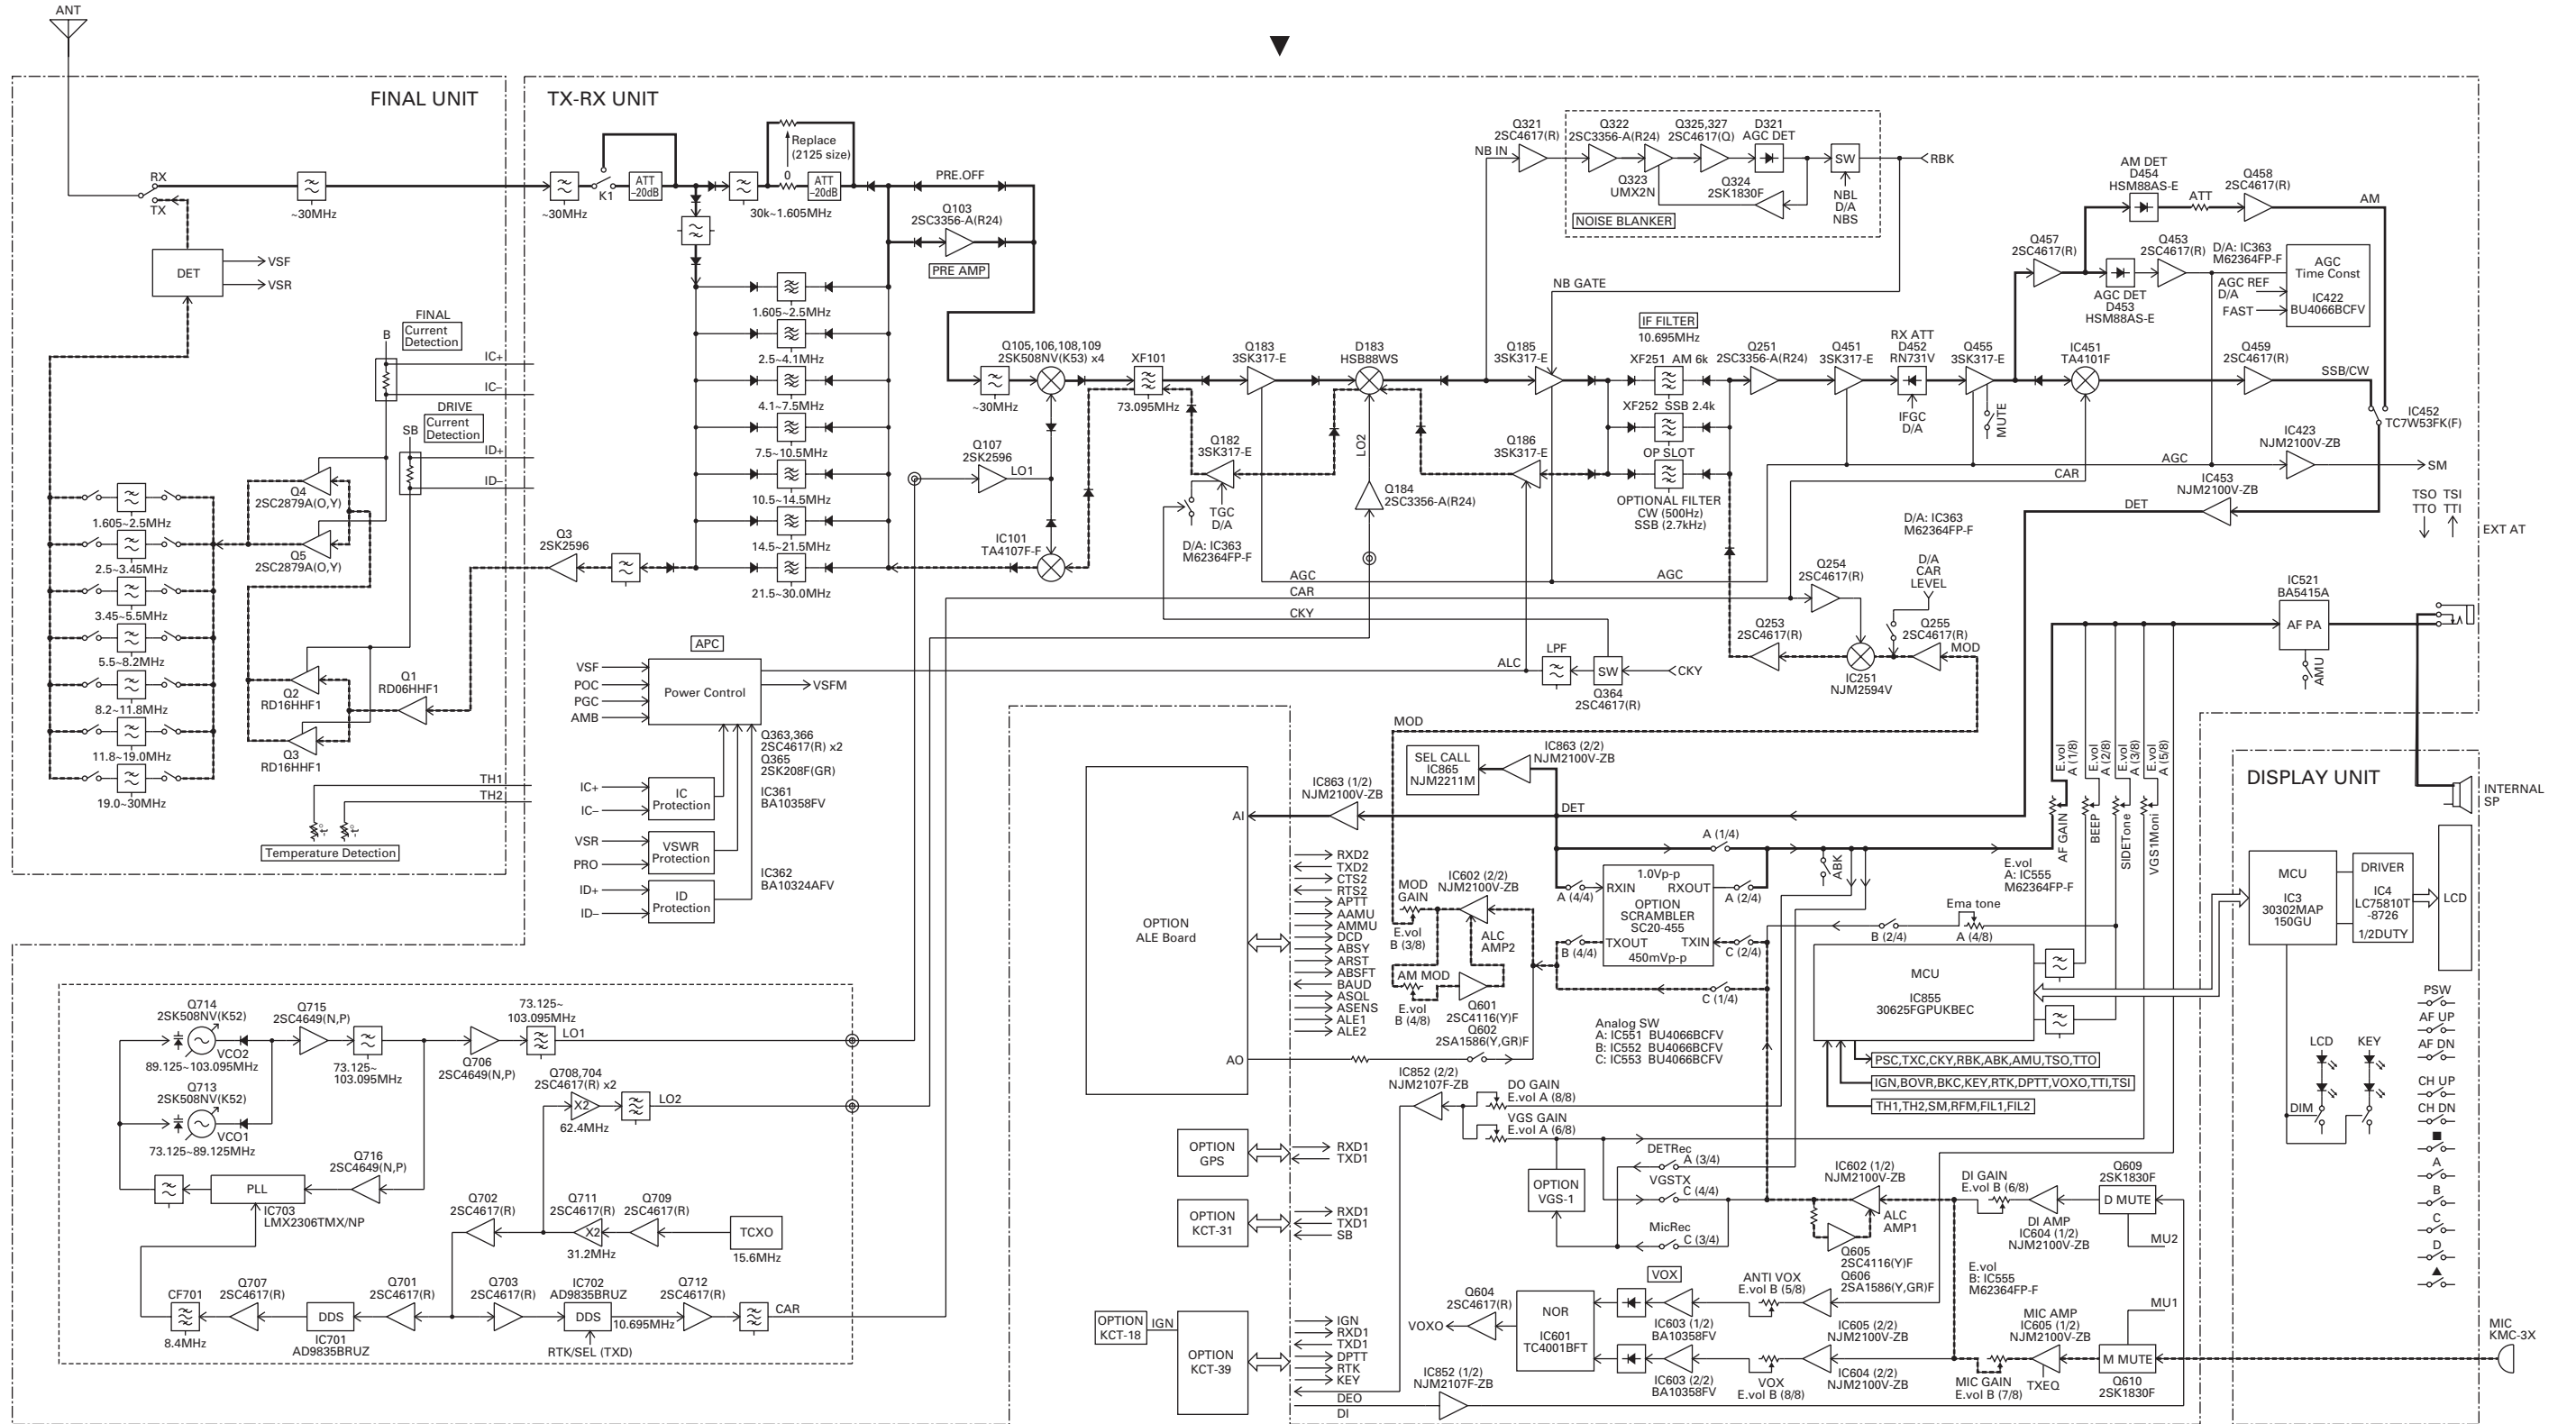 ANT
FINAL UNIT
TX-RX UNIT
RX
TX
~30MHz
DET
VSF
VSR
FINAL
Current
Detection
B
IC+
IC–
DRIVE
Current
Detection
SB
ID+
ID–
Q4
2SC2879A(O,Y)
Q5
2SC2879A(O,Y)
1.605~2.5MHz
2.5~3.45MHz
3.45~5.5MHz
5.5~8.2MHz
8.2~11.8MHz
11.8~19.0MHz
19.0~30MHz
Q2
RD16HHF1
Q3
RD16HHF1
Q1
RD06HHF1
TH1
TH2
Temperature Detection
~30MHz
K1
ATT
–20dB
Replace
(2125 size)
0
ATT
–20dB
30k~1.605MHz
PRE.OFF
Q103
2SC3356-A(R24)
PRE AMP
1.605~2.5MHz
2.5~4.1MHz
4.1~7.5MHz
7.5~10.5MHz
10.5~14.5MHz
14.5~21.5MHz
21.5~30.0MHz
Q3
2SK2596
Q105,106,108,109
2SK508NV(K53) x4
~30MHz
XF101
73.095MHz
Q107
2SK2596
LO1
IC101
TA4107F-F
Q183
3SK317-E
Q182
3SK317-E
TGC
D/A
D/A: IC363
M62364FP-F
D183
HSB88WS
LO2
Q184
2SC3356-A(R24)
Q185
3SK317-E
Q186
3SK317-E
NB IN
Q321
2SC4617(R)
Q322
2SC3356-A(R24)
Q325,327
2SC4617(Q)
D321
AGC DET
SW
RBK
Q323
UMX2N
Q324
2SK1830F
NBL
D/A
NBS
NOISE BLANKER
NB GATE
IF FILTER
10.695MHz
XF251 AM 6k
XF252 SSB 2.4k
OP SLOT
OPTIONAL FILTER
CW (500Hz)
SSB (2.7kHz)
Q251
2SC3356-A(R24)
Q451
3SK317-E
RX ATT
D452
RN731V
IFGC
D/A
Q455
3SK317-E
MUTE
Q457
2SC4617(R)
AM DET
D454
HSM88AS-E
ATT
Q458
2SC4617(R)
AM
AGC DET
D453
HSM88AS-E
Q453
2SC4617(R)
D/A: IC363
M62364FP-F
AGC REF
D/A
FAST
AGC
Time Const
IC422
BU4066BCFV
IC451
TA4101F
Q459
2SC4617(R)
SSB/CW
IC452
TC7W53FK(F)
IC423
NJM2100V-ZB
AGC
SM
CAR
IC453
NJM2100V-ZB
DET
TSO TSI
TTO TTI
EXT AT
AGC
AGC
CAR
CKY
Q254
2SC4617(R)
D/A: IC363
M62364FP-F
D/A
CAR
LEVEL
Q253
2SC4617(R)
Q255
2SC4617(R)
MOD
IC251
NJM2594V
IC521
BA5415A
AF PA
AMU
APC
VSF
POC
PGC
AMB
Power Control
VSFM
ALC
LPF
SW
CKY
Q364
2SC4617(R)
Q363,366
2SC4617(R) x2
Q365
2SK208F(GR)
IC361
BA10358FV
IC+
IC–
IC
Protection
VSR
PRO
VSWR
Protection
IC362
BA10324AFV
ID+
ID–
ID
Protection
MOD
SEL CALL
IC865
NJM2211M
IC863 (2/2)
NJM2100V-ZB
IC863 (1/2)
NJM2100V-ZB
DET
AI
OPTION
ALE Board
AO
RXD2
TXD2
CTS2
RTS2
APTT
AAMU
AMMU
DCD
ABSY
ARST
ABSFT
BAUD
ASQL
ASENS
ALE1
ALE2
MOD
GAIN
E.vol
B (3/8)
IC602 (2/2)
NJM2100V-ZB
ALC
AMP2
AM MOD
E.vol
B (4/8)
Q601
2SC4116(Y)F
Q602
2SA1586(Y,GR)F
A (1/4)
A (4/4)
1.0Vp-p
RXIN RXOUT
OPTION
SCRAMBLER
SC20-455
TXOUT TXIN
450mVp-p
A (2/4)
B (4/4)
C (2/4)
C (1/4)
ABK
Analog SW
A: IC551 BU4066BCFV
B: IC552 BU4066BCFV
C: IC553 BU4066BCFV
E.vol
A: IC555
M62364FP-F
E.vol
A (1/8)
E.vol
A (2/8)
E.vol
A (3/8)
E.vol
A (5/8)
AF GAIN
BEEP
SIDETone
VGS1Moni
Ema tone
B (2/4)
A (4/8)
MCU
IC855
30625FGPUKBEC
PSC,TXC,CKY,RBK,ABK,AMU,TSO,TTO
IGN,BOVR,BKC,KEY,RTK,DPTT,VOXO,TTI,TSI
TH1,TH2,SM,RFM,FIL1,FIL2
DISPLAY UNIT
INTERNAL
SP
MCU
IC3
30302MAP
150GU
DRIVER
IC4
LC75810T
-8726
1/2DUTY
LCD
LCD
KEY
DIM
PSW
AF UP
AF DN
CH UP
CH DN
A
B
C
D
Q714
2SK508NV(K52)
VCO2
89.125~103.095MHz
Q713
2SK508NV(K52)
VCO1
73.125~89.125MHz
Q715
2SC4649(N,P)
73.125~
103.095MHz
Q706
2SC4649(N,P)
73.125~
103.095MHz
LO1
Q708,704
2SC4617(R) x2
X2
62.4MHz
LO2
Q716
2SC4649(N,P)
PLL
IC703
LMX2306TMX/NP
Q702
2SC4617(R)
Q711
2SC4617(R)
X2
31.2MHz
Q709
2SC4617(R)
TCXO
15.6MHz
CF701
8.4MHz
Q707
2SC4617(R)
DDS
IC701
AD9835BRUZ
Q701
2SC4617(R)
Q703
2SC4617(R)
IC702
AD9835BRUZ
DDS
RTK/SEL (TXD)
10.695MHz
Q712
2SC4617(R)
CAR
OPTION
GPS
RXD1
TXD1
OPTION
KCT-31
RXD1
TXD1
SB
OPTION
KCT-18
IGN
OPTION
KCT-39
IGN
RXD1
TXD1
DPTT
RTK
KEY
DEO
DI
IC852 (2/2)
NJM2107F-ZB
DO GAIN
E.vol A (8/8)
VGS GAIN
E.vol A (6/8)
OPTION
VGS-1
DETRec
A (3/4)
VGSTX
C (4/4)
MicRec
C (3/4)
IC602 (1/2)
NJM2100V-ZB
ALC
AMP1
Q605
2SC4116(Y)F
Q606
2SA1586(Y,GR)F
DI GAIN
E.vol B (6/8)
DI AMP
IC604 (1/2)
NJM2100V-ZB
Q609
2SK1830F
D MUTE
MU2
E.vol
B: IC555
M62364FP-F
VOX
Q604
2SC4617(R)
VOXO
NOR
IC601
TC4001BFT
IC603 (1/2)
BA10358FV
ANTI VOX
E.vol B (5/8)
IC605 (2/2)
NJM2100V-ZB
IC603 (2/2)
BA10358FV
VOX
E.vol B (8/8)
IC604 (2/2)
NJM2100V-ZB
MIC AMP
IC605 (1/2)
NJM2100V-ZB
MIC GAIN
E.vol B (7/8)
TXEQ
MU1
M MUTE
Q610
2SK1830F
MIC
KMC-3X
IC852 (1/2)
NJM2107F-ZB